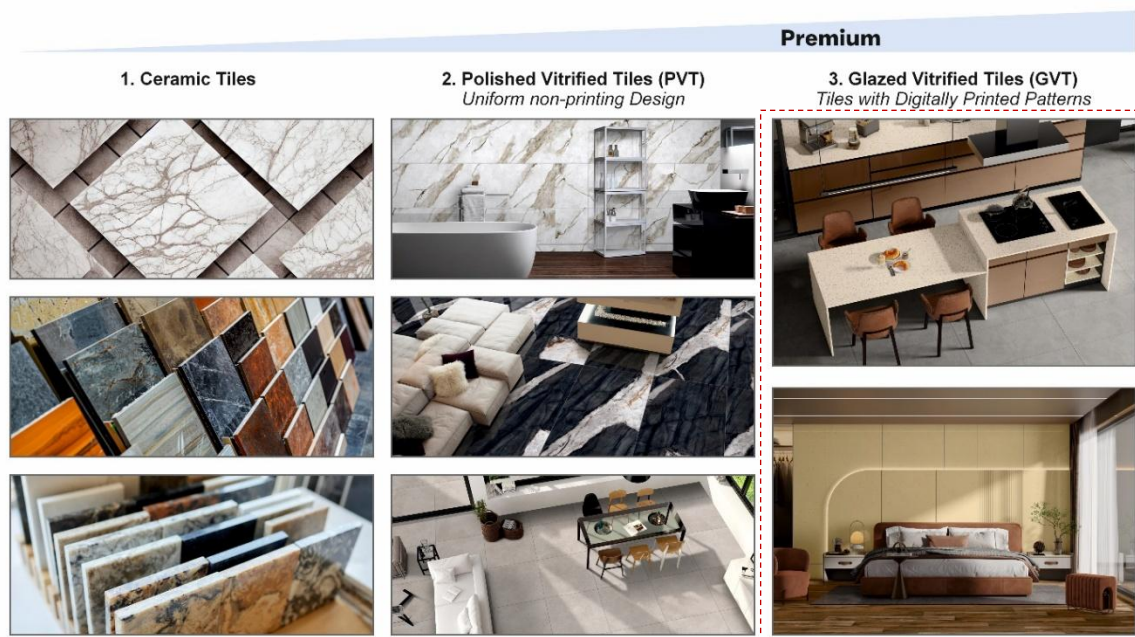 Premium
1. Ceramic Tiles
2. Polished Vitrified Tiles (PVT)
Uniform non-printing Design
3. Glazed Vitrified Tiles (GVT)
Tiles with Digitally Printed Patterns